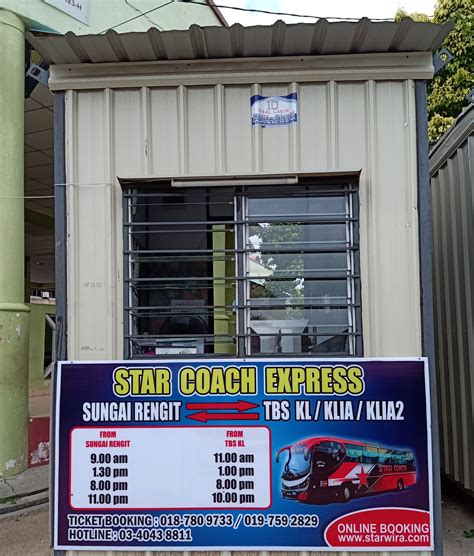 STAR COACH EXPRESS
SUNGAI RENGIT TBS KL / KLIA / KLIA2
FROM SUNGAI RENGIT
9.00 am
1.30 pm
8.00 pm
11.00 pm
FROM TBS KL
11.00 am
1.00 pm
8.00 pm
10.00 pm
STAR COACH
TICKET BOOKING : 018-780 9733 / 019-759 2829
HOTLINE : 03-4043 8811
ONLINE BOOKING
www.starwira.com